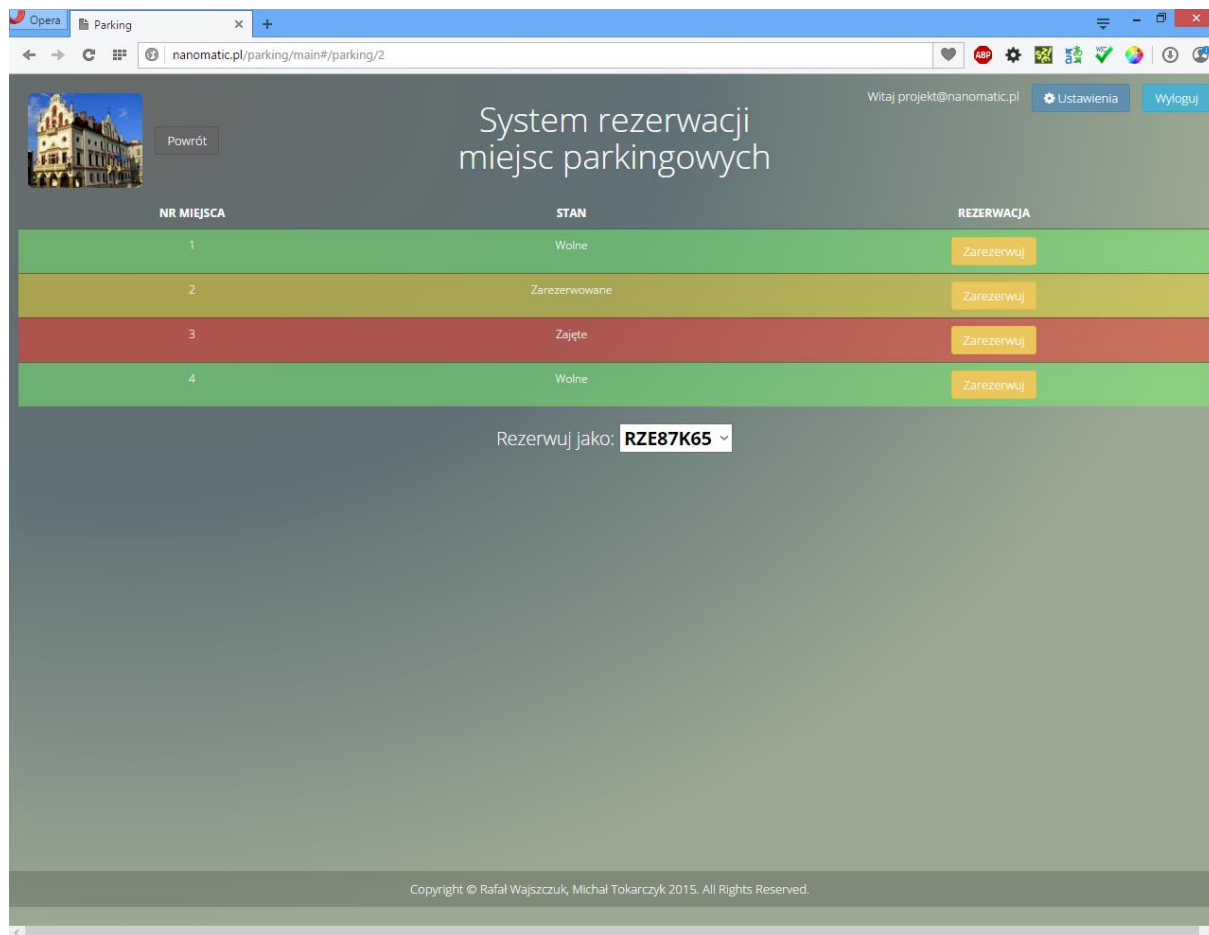 Opera
Parking
nanomatic.pl/parking/main#/parking/2
ABP
Witaj projekt@nanomatic.pl
Ustawienia
Wyloguj
Powrót
System rezerwacji
miejsc parkingowych
NR MIEJSCA STAN REZERWACJA
1 Wolne Zarezerwuj
2 Zarezerwowane Zarezerwuj
3 Zajęte Zarezerwuj
4 Wolne Zarezerwuj
Rezerwuj jako: RZE87K65
Copyright © Rafał Wajszczuk, Michał Tokarczyk 2015. All Rights Reserved.